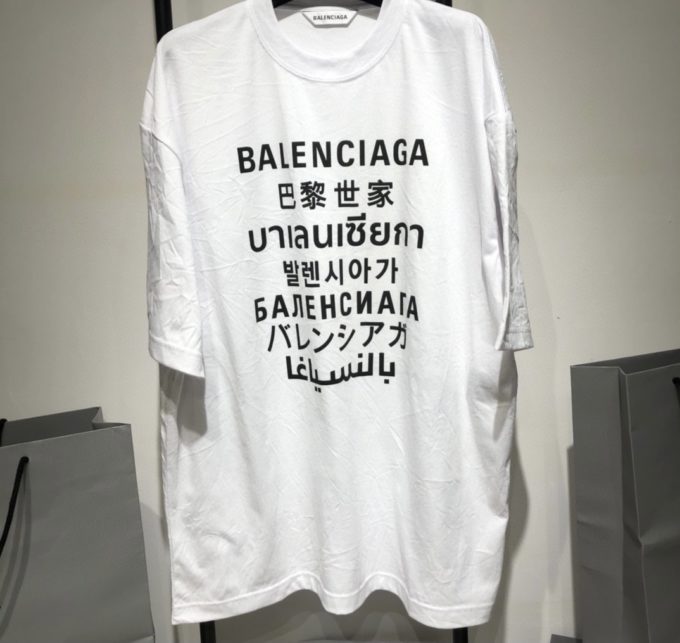 BALENCIAGA
BALENCIAGA
巴黎世家
บาเลนเซียกา
발렌시아가
БАЛЕНСИАГА
バレンシアガ
بالنسياغا